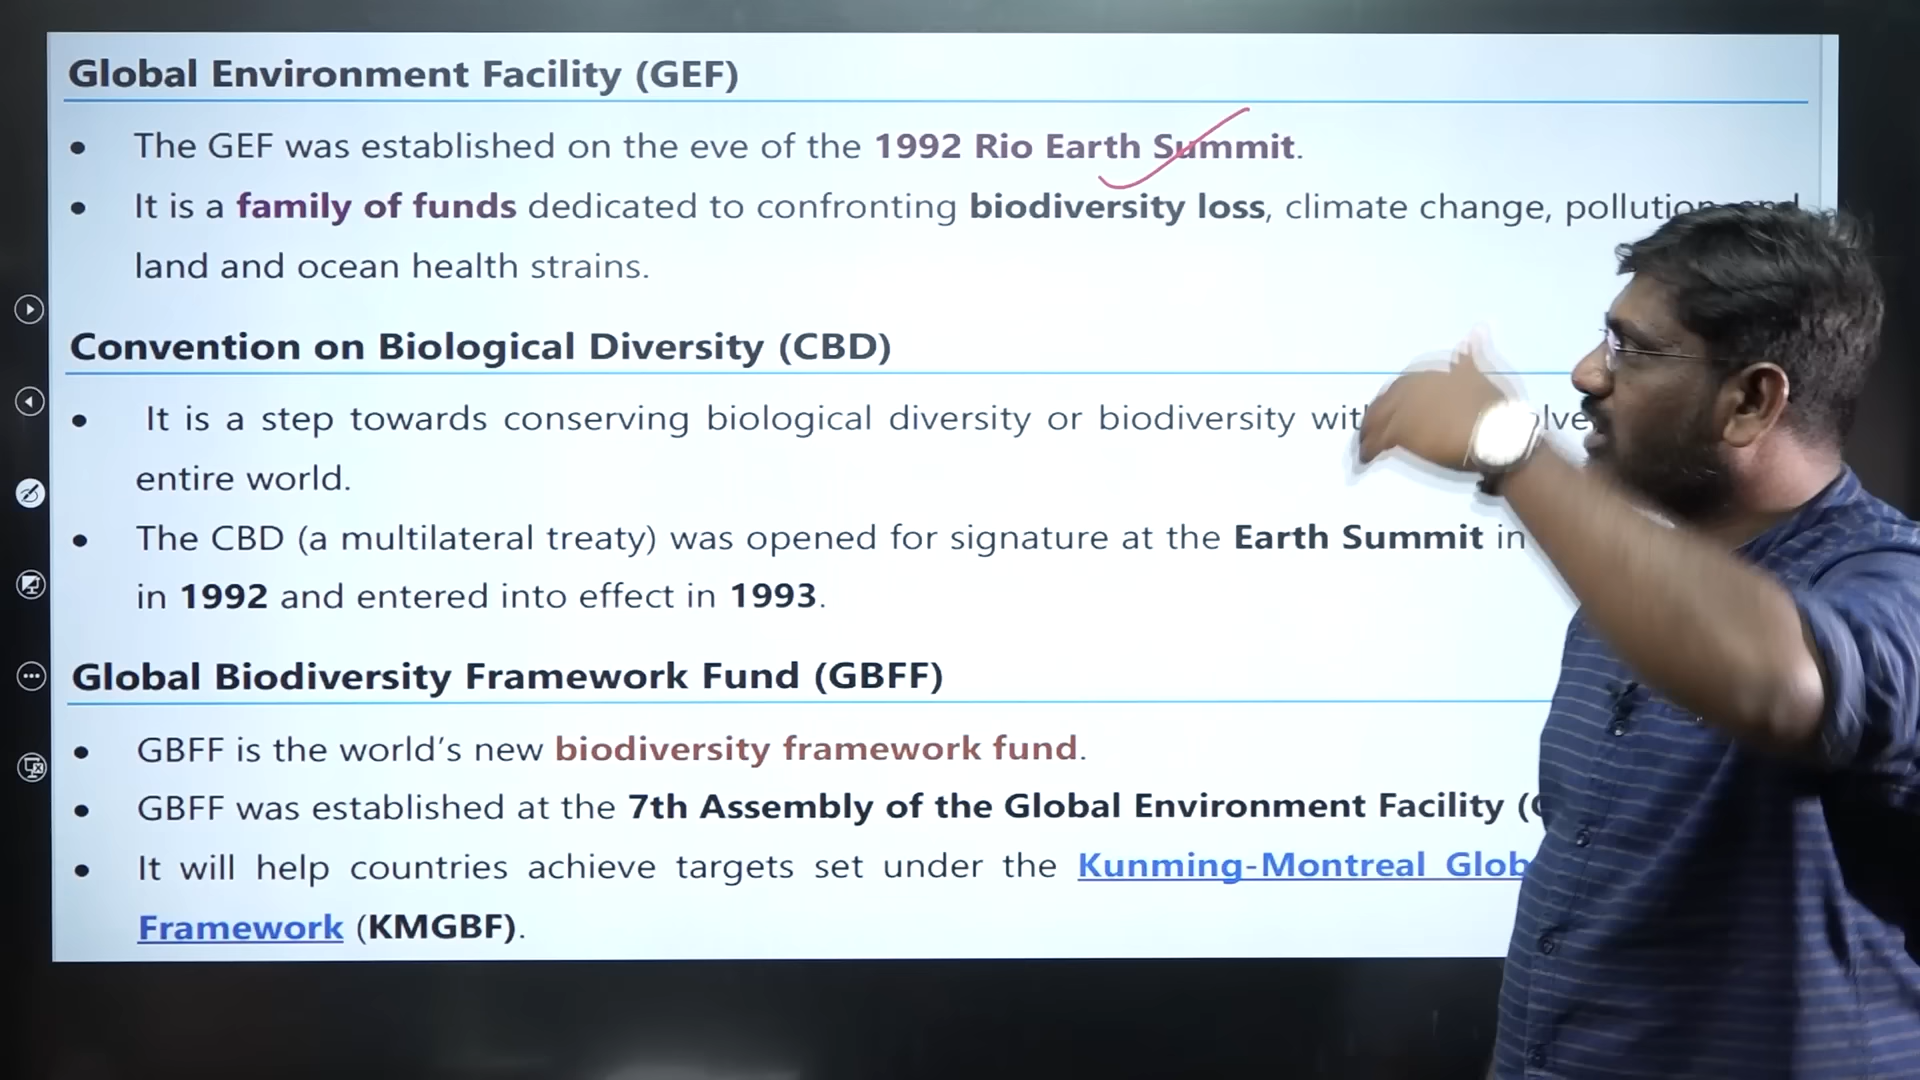 Global Environment Facility (GEF)
• The GEF was established on the eve of the 1992 Rio Earth Summit.
• It is a family of funds dedicated to confronting biodiversity loss, climate change, pollution and
land and ocean health strains.
Convention on Biological Diversity (CBD)
• It is a step towards conserving biological diversity or biodiversity
entire world.
• The CBD (a multilateral treaty) was opened for signature at the Earth Summit in
in 1992 and entered into effect in 1993.
Global Biodiversity Framework Fund (GBFF)
• GBFF is the world's new biodiversity framework fund.
• GBFF was established at the 7th Assembly of the Global Environment Facility
• It will help countries achieve targets set under the Kunming-Montreal
Framework (KMGBF).